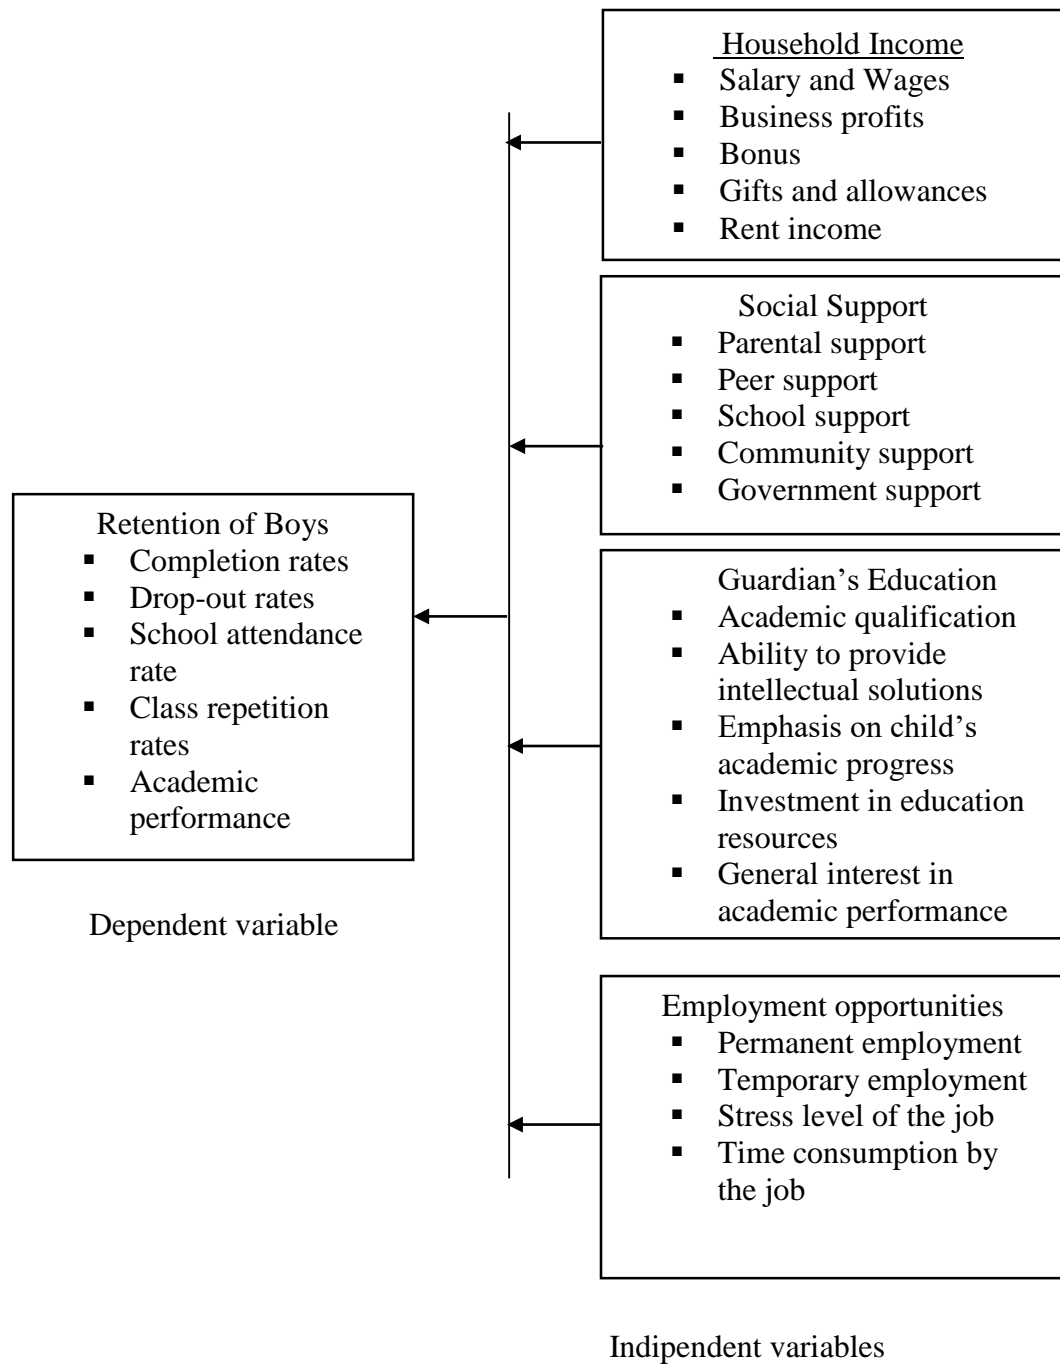 Household Income
▪ Salary and Wages
▪ Business profits
▪ Bonus
▪ Gifts and allowances
▪ Rent income
Social Support
▪ Parental support
▪ Peer support
▪ School support
▪ Community support
▪ Government support
Retention of Boys
▪ Completion rates
▪ Drop-out rates
▪ School attendance
rate
▪ Class repetition
rates
▪ Academic
performance
Dependent variable
Guardian’s Education
▪ Academic qualification
▪ Ability to provide
intellectual solutions
▪ Emphasis on child’s
academic progress
▪ Investment in education
resources
▪ General interest in
academic performance
Employment opportunities
▪ Permanent employment
▪ Temporary employment
▪ Stress level of the job
▪ Time consumption by
the job
Indipendent variables